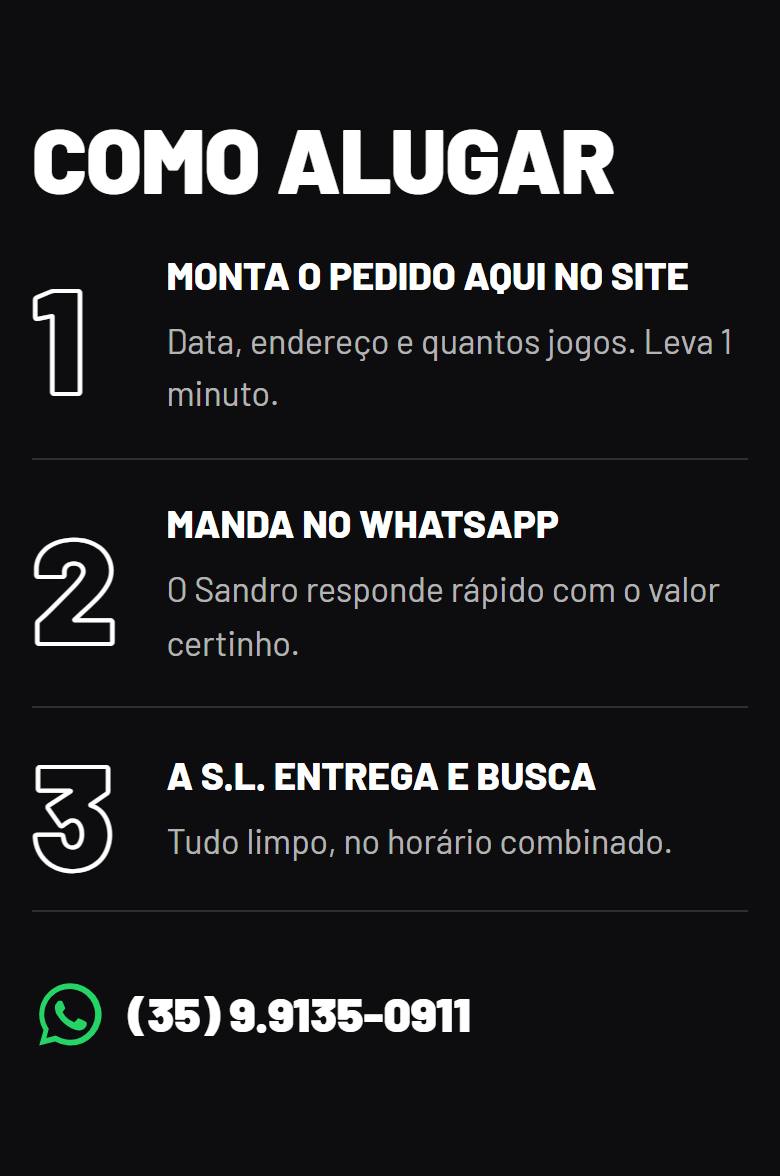 COMO ALUGAR
1
MONTA O PEDIDO AQUI NO SITE
Data, endereço e quantos jogos. Leva 1
minuto.
2
MANDA NO WHATSAPP
O Sandro responde rápido com o valor
certinho.
3
A S.L. ENTREGA E BUSCA
Tudo limpo, no horário combinado.
(35) 9.9135-0911